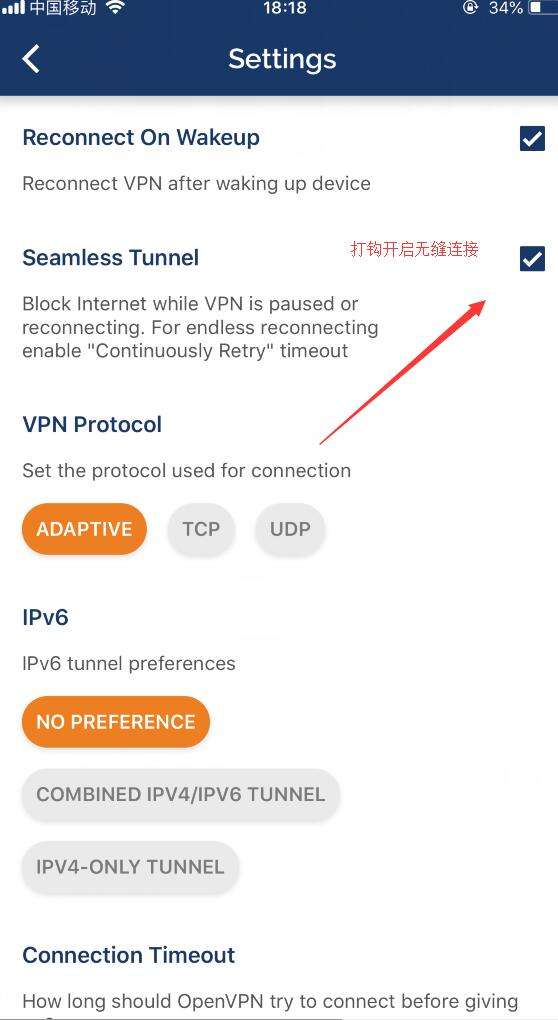 中国移动 18:18 34%
Settings
Reconnect On Wakeup
Reconnect VPN after waking up device
Seamless Tunnel
打钩开启无缝连接
Block Internet while VPN is paused or
reconnecting. For endless reconnecting
enable "Continuously Retry" timeout
VPN Protocol
Set the protocol used for connection
ADAPTIVE TCP UDP
IPv6
IPv6 tunnel preferences
NO PREFERENCE
COMBINED IPV4/IPV6 TUNNEL
IPV4-ONLY TUNNEL
Connection Timeout
How long should OpenVPN try to connect before giving